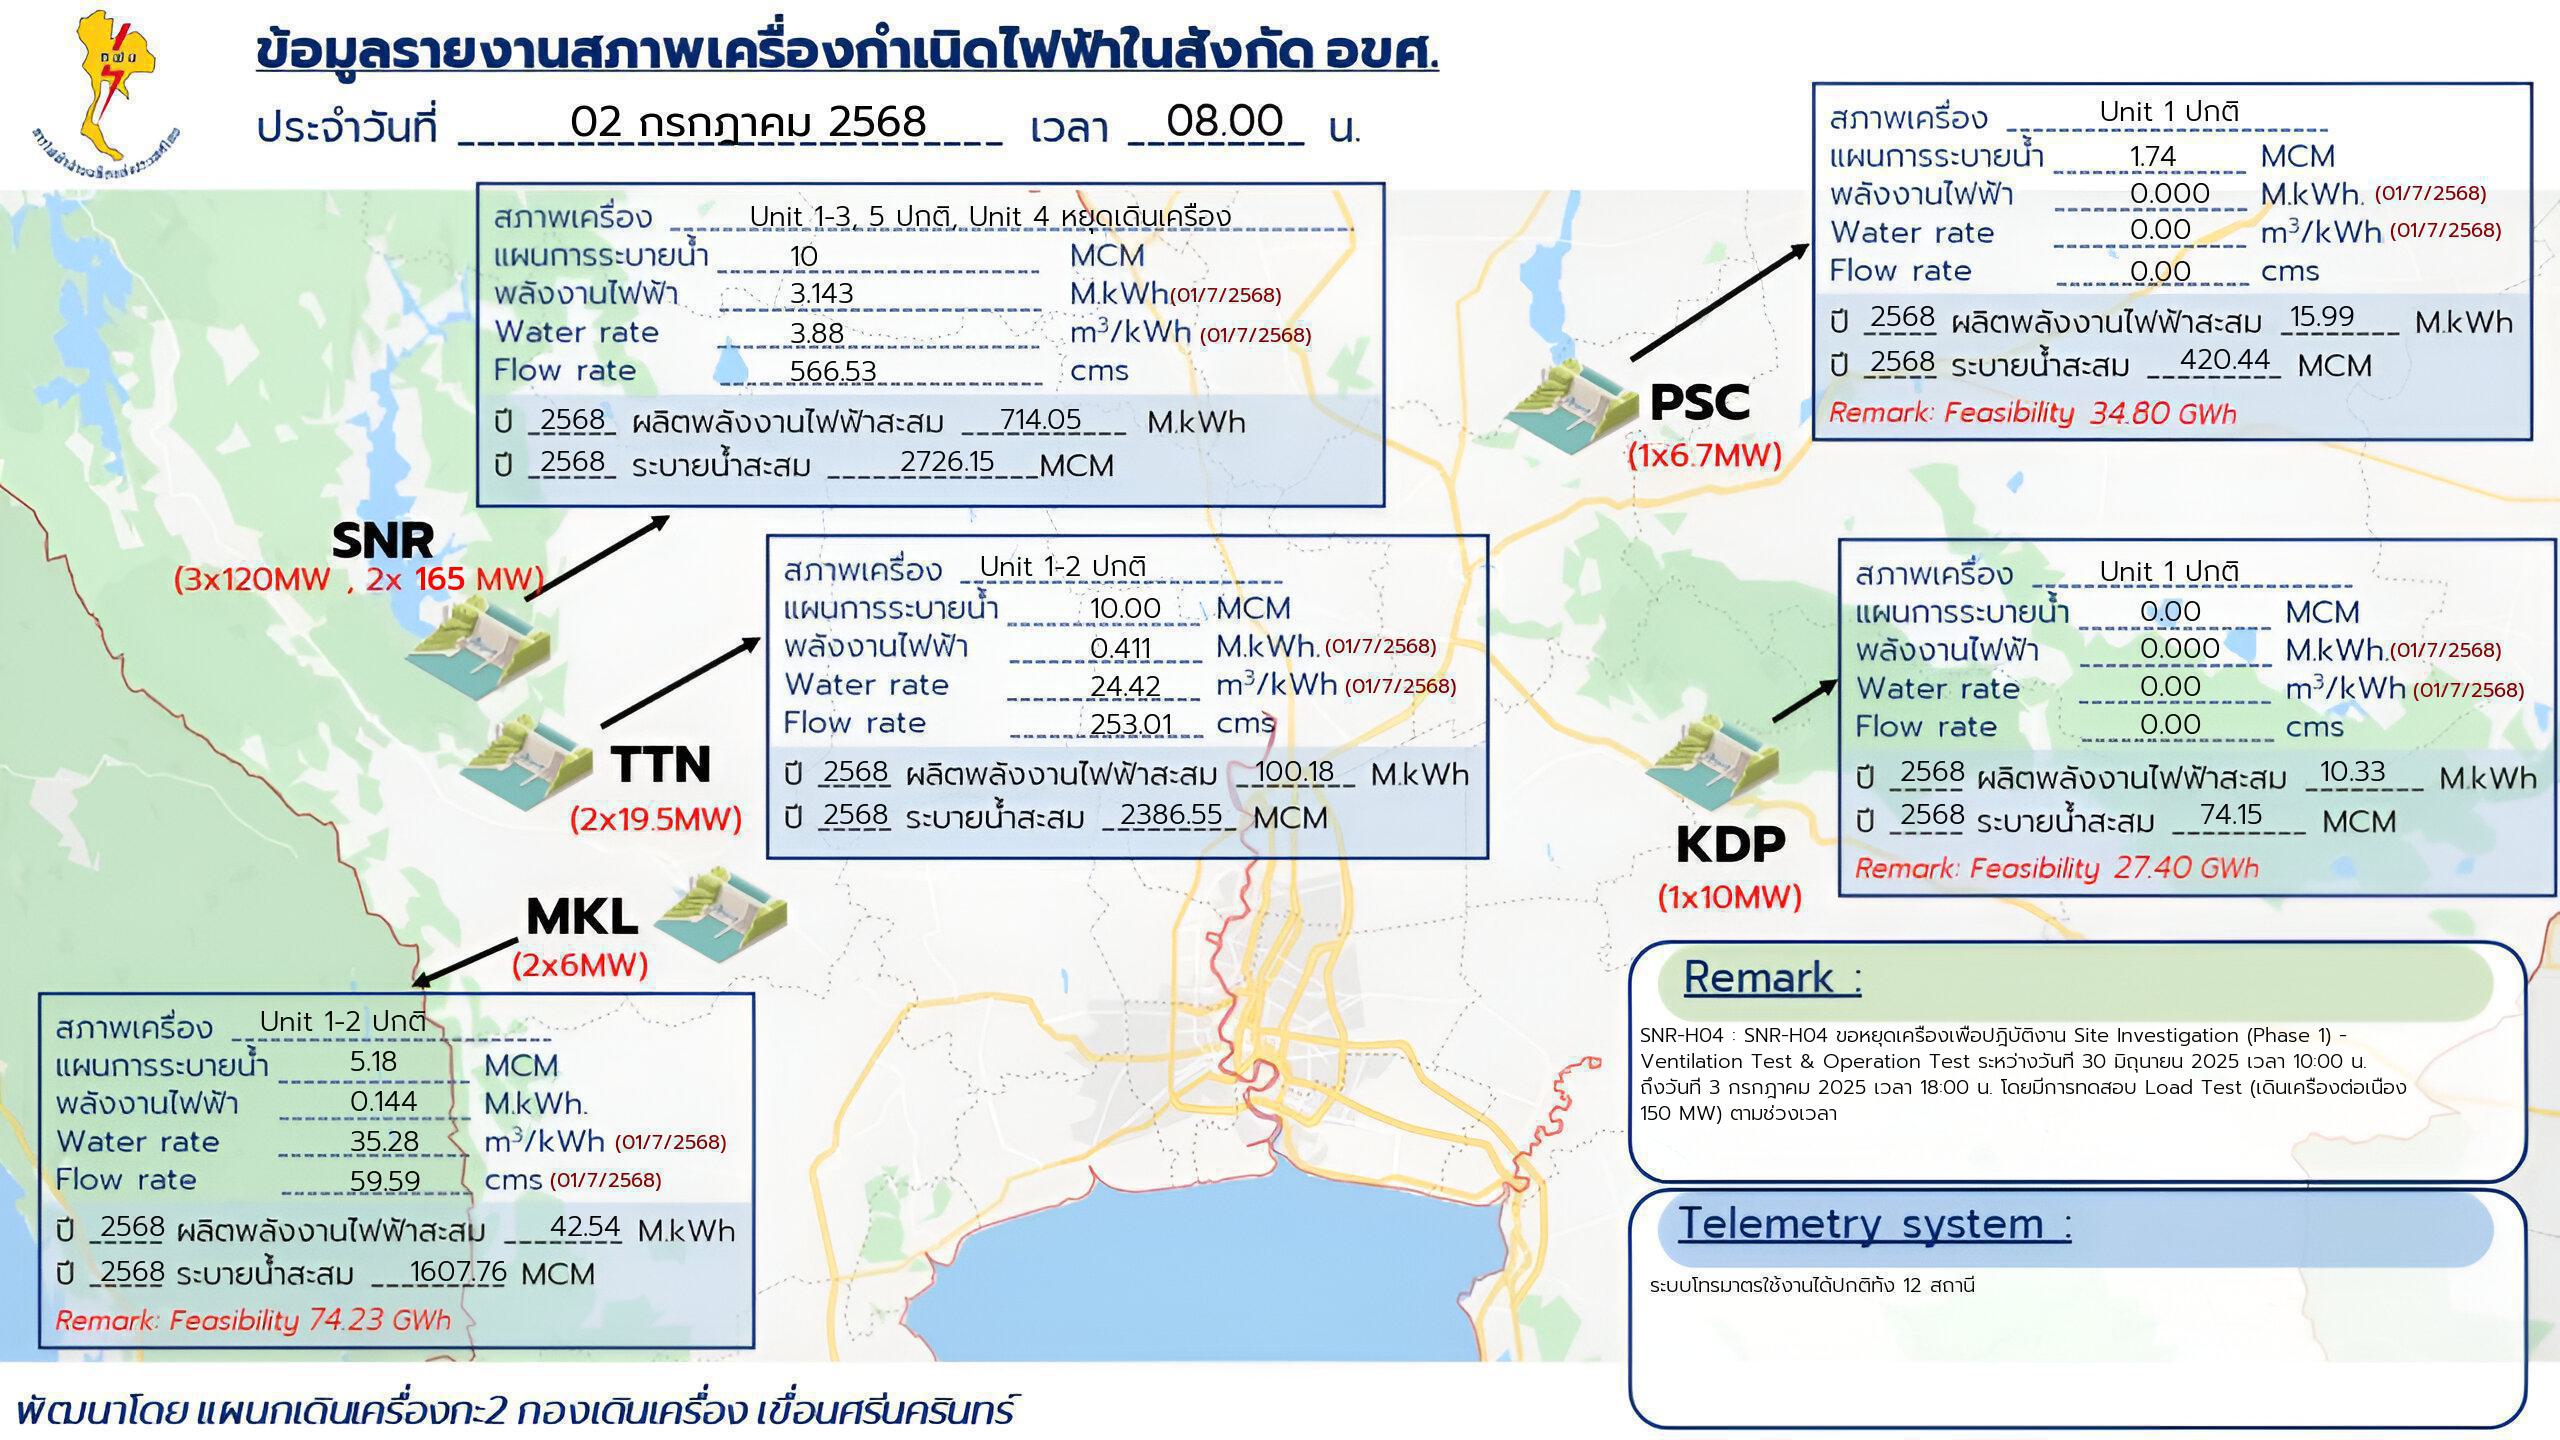 กฟผ
การไฟฟ้าฝ่ายผลิตแห่งประเทศไทย
ข้อมูลรายงานสภาพเครื่องกำเนิดไฟฟ้าในสังกัด อขศ.
ประจำวันที่ 02 กรกฎาคม 2568 เวลา 08.00 น.
สภาพเครื่อง Unit 1-3, 5 ปกติ, Unit 4 หยุดเดินเครื่อง
แผนการระบายน้ำ 10 MCM
พลังงานไฟฟ้า 3.143 M.kWh(01/7/2568)
Water rate 3.88 m³/kWh (01/7/2568)
Flow rate 566.53 cms
ปี 2568 ผลิตพลังงานไฟฟ้าสะสม 714.05 M.kWh
ปี 2568 ระบายน้ำสะสม 2726.15 MCM
SNR
(3x120MW , 2x 165 MW)
สภาพเครื่อง Unit 1-2 ปกติ
แผนการระบายน้ำ 10.00 MCM
พลังงานไฟฟ้า 0.411 M.kWh. (01/7/2568)
Water rate 24.42 m³/kWh (01/7/2568)
Flow rate 253.01 cms
ปี 2568 ผลิตพลังงานไฟฟ้าสะสม 100.18 M.kWh
ปี 2568 ระบายน้ำสะสม 2386.55 MCM
TTN
(2x19.5MW)
MKL
(2x6MW)
สภาพเครื่อง Unit 1-2 ปกติ
แผนการระบายน้ำ 5.18 MCM
พลังงานไฟฟ้า 0.144 M.kWh.
Water rate 35.28 m³/kWh (01/7/2568)
Flow rate 59.59 cms (01/7/2568)
ปี 2568 ผลิตพลังงานไฟฟ้าสะสม 42.54 M.kWh
ปี 2568 ระบายน้ำสะสม 1607.76 MCM
Remark: Feasibility 74.23 GWh
สภาพเครื่อง Unit 1 ปกติ
แผนการระบายน้ำ 1.74 MCM
พลังงานไฟฟ้า 0.000 M.kWh. (01/7/2568)
Water rate 0.00 m³/kWh (01/7/2568)
Flow rate 0.00 cms
ปี 2568 ผลิตพลังงานไฟฟ้าสะสม 15.99 M.kWh
ปี 2568 ระบายน้ำสะสม 420.44 MCM
Remark: Feasibility 34.80 GWh
PSC
(1x6.7MW)
สภาพเครื่อง Unit 1 ปกติ
แผนการระบายน้ำ 0.00 MCM
พลังงานไฟฟ้า 0.000 M.kWh.(01/7/2568)
Water rate 0.00 m³/kWh (01/7/2568)
Flow rate 0.00 cms
ปี 2568 ผลิตพลังงานไฟฟ้าสะสม 10.33 M.kWh
ปี 2568 ระบายน้ำสะสม 74.15 MCM
Remark: Feasibility 27.40 GWh
KDP
(1x10MW)
Remark :
SNR-H04 : SNR-H04 ขอหยุดเครื่องเพื่อปฏิบัติงาน Site Investigation (Phase 1) -
Ventilation Test & Operation Test ระหว่างวันที่ 30 มิถุนายน 2025 เวลา 10:00 น.
ถึงวันที่ 3 กรกฎาคม 2025 เวลา 18:00 น. โดยมีการทดสอบ Load Test (เดินเครื่องต่อเนื่อง
150 MW) ตามช่วงเวลา
Telemetry system :
ระบบโทรมาตรใช้งานได้ปกติทั้ง 12 สถานี
พัฒนาโดย แผนกเดินเครื่องกะ2 กองเดินเครื่อง เขื่อนศรีนครินทร์